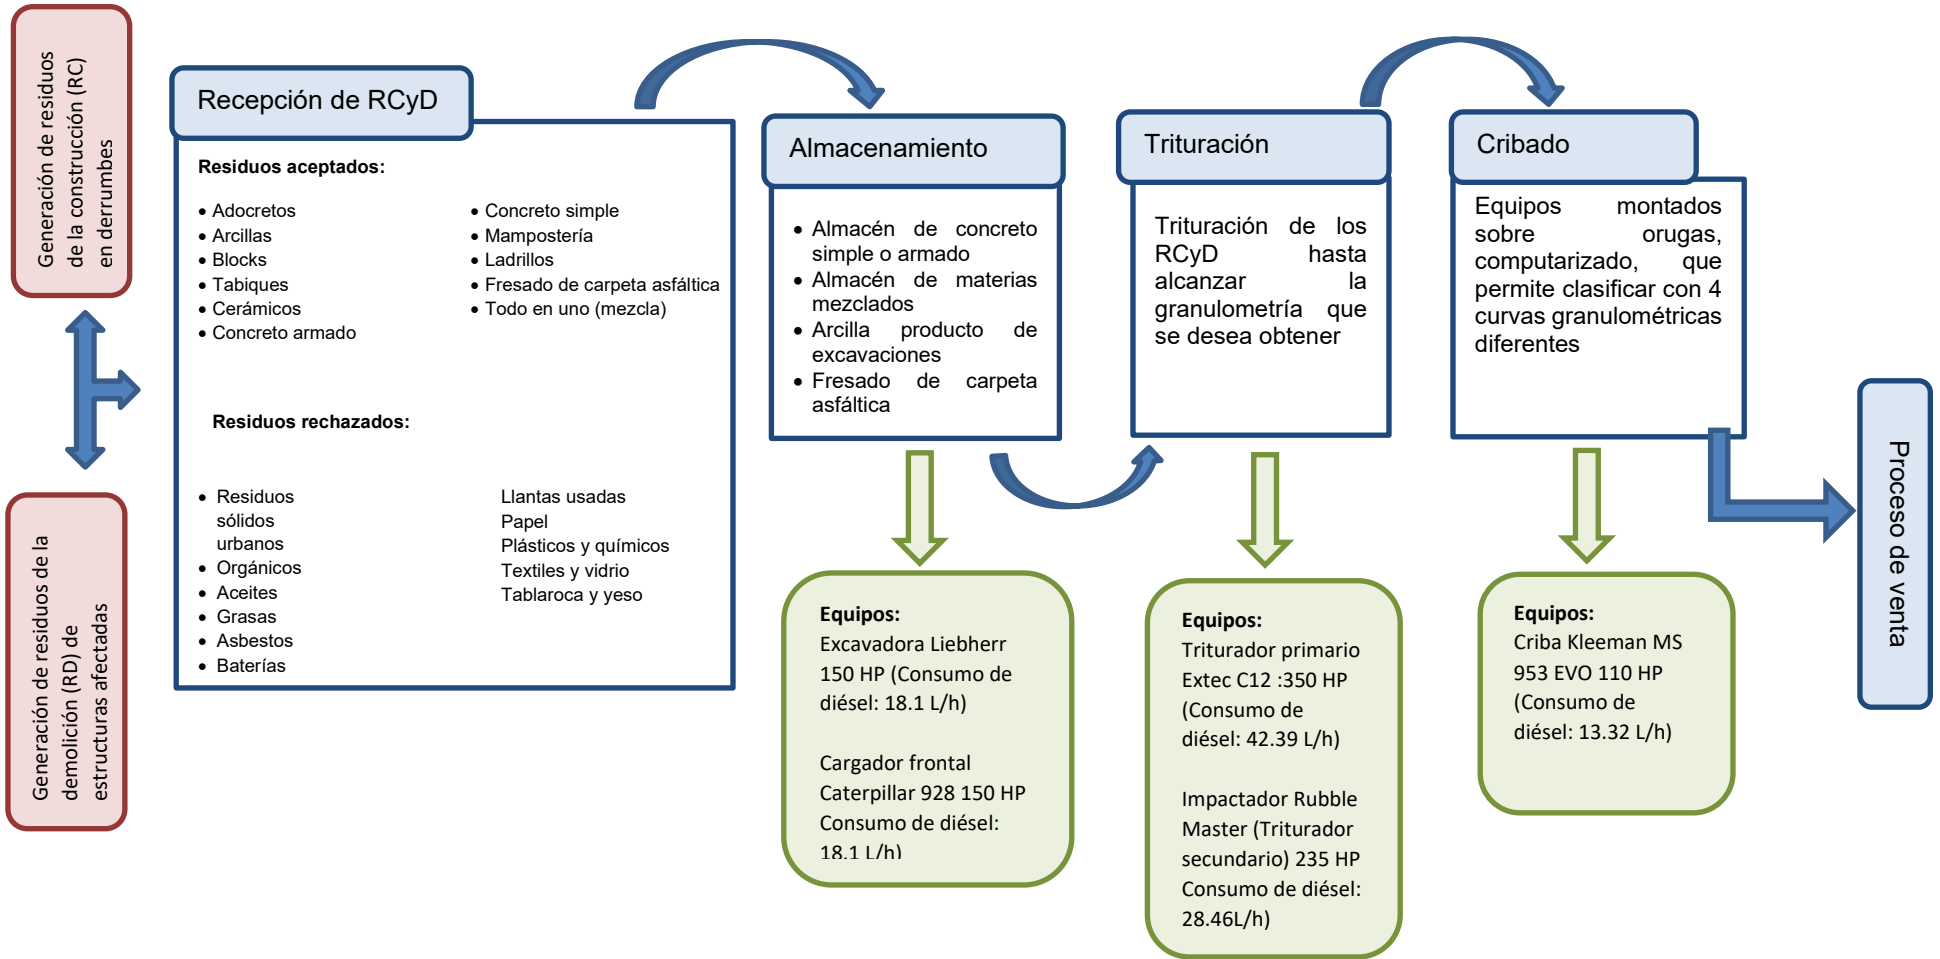 Generación de residuos
de la construcción (RC)
en derrumbes
Generación de residuos de la
demolición (RD) de
estructuras afectadas
Recepción de RCyD
Residuos aceptados:
• Adocretos
• Arcillas
• Blocks
• Tabiques
• Cerámicos
• Concreto armado
• Concreto simple
• Mampostería
• Ladrillos
• Fresado de carpeta asfáltica
• Todo en uno (mezcla)
Residuos rechazados:
• Residuos
sólidos
urbanos
• Orgánicos
• Aceites
• Grasas
• Asbestos
• Baterías
Llantas usadas
Papel
Plásticos y químicos
Textiles y vidrio
Tablaroca y yeso
Almacenamiento
• Almacén de concreto
simple o armado
• Almacén de materias
mezclados
• Arcilla producto de
excavaciones
• Fresado de carpeta
asfáltica
Equipos:
Excavadora Liebherr
150 HP (Consumo de
diésel: 18.1 L/h)
Cargador frontal
Caterpillar 928 150 HP
Consumo de diésel:
18.1 L/h)
Trituración
Trituración de los
RCyD hasta
alcanzar la
granulometría que
se desea obtener
Equipos:
Triturador primario
Extec C12 :350 HP
(Consumo de
diésel: 42.39 L/h)
Impactador Rubble
Master (Triturador
secundario) 235 HP
Consumo de diésel:
28.46L/h)
Cribado
Equipos montados
sobre orugas,
computarizado, que
permite clasificar con 4
curvas granulométricas
diferentes
Equipos:
Criba Kleeman MS
953 EVO 110 HP
(Consumo de
diésel: 13.32 L/h)
Proceso de venta